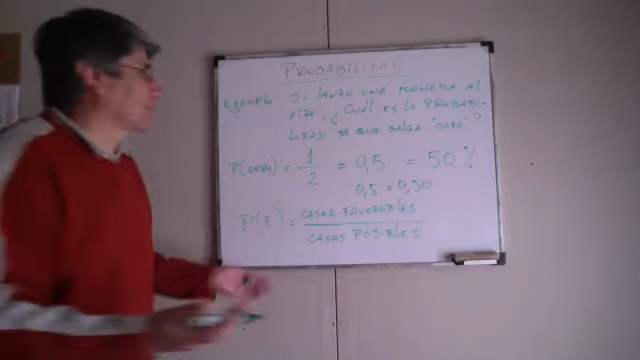 PROBABILIDAD
EJEMPLO SI LANZO UNA MONEDA AL
AIRE, ¿CUÁL ES LA PROBABI-
LIDAD DE QUE SALGA "CARA"?
P(CARA) = 1/2 = 0,5 = 50%
0,5 = 0,50
P(E) = CASOS FAVORABLES
CASOS POSIBLES